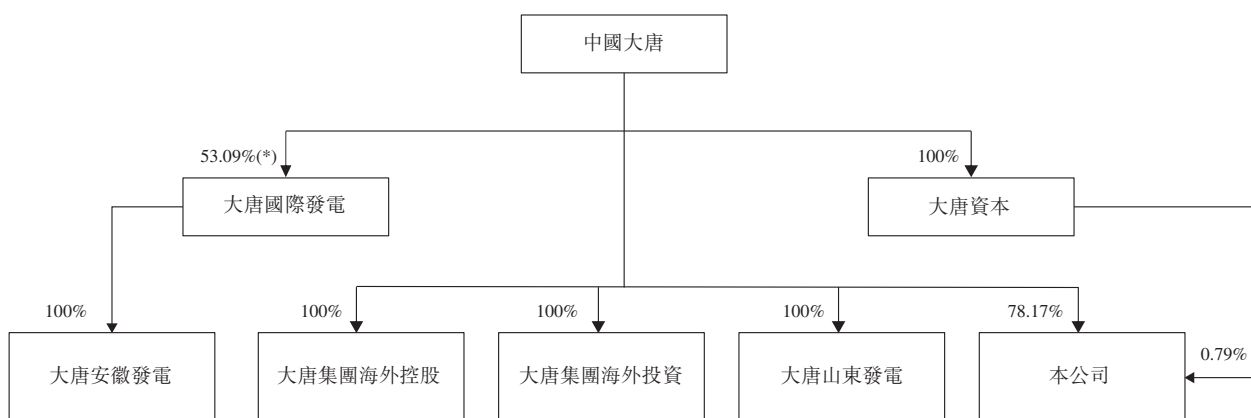 中國大唐
53.09%(*)
100%
大唐國際發電
大唐資本
100%
100%
100%
100%
78.17%
0.79%
大唐安徽發電
大唐集團海外控股
大唐集團海外投資
大唐山東發電
本公司